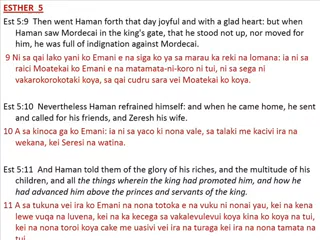 ESTHER  5
Est 5:9  Then went Haman forth that day joyful and with a glad heart: but when
Haman saw Mordecai in the king's gate, that he stood not up, nor moved for
him, he was full of indignation against Mordecai.
9 Ni sa qai lako yani ko Emani e na siga ko ya sa marau ka reki na lomana: ia ni sa
raici Moatekai ko Emani e na matamata-ni-koro ni tui, ni sa sega ni
vakarorokorotaki koya, sa qai cudru sara vei Moatekai ko koya.
Est 5:10  Nevertheless Haman refrained himself: and when he came home, he sent
and called for his friends, and Zeresh his wife.
10 A sa kinoca ga ko Emani: ia ni sa yaco ki nona vale, sa talaki me kacivi ira na
wekana, kei Seresi na watina.
Est 5:11  And Haman told them of the glory of his riches, and the multitude of his
children, and all the things wherein the king had promoted him, and how he
had advanced him above the princes and servants of the king.
11 A sa tukuna vei ira ko Emani na nona totoka e na vuku ni nonai yau, kei na kena
lewe vuqa na luvena, kei na ka kecega sa vakalevulevui koya kina ko koya na tui,
kei na nona toroi koya cake me uasivi vei ira na turaga kei ira na nona tamata na
tui.